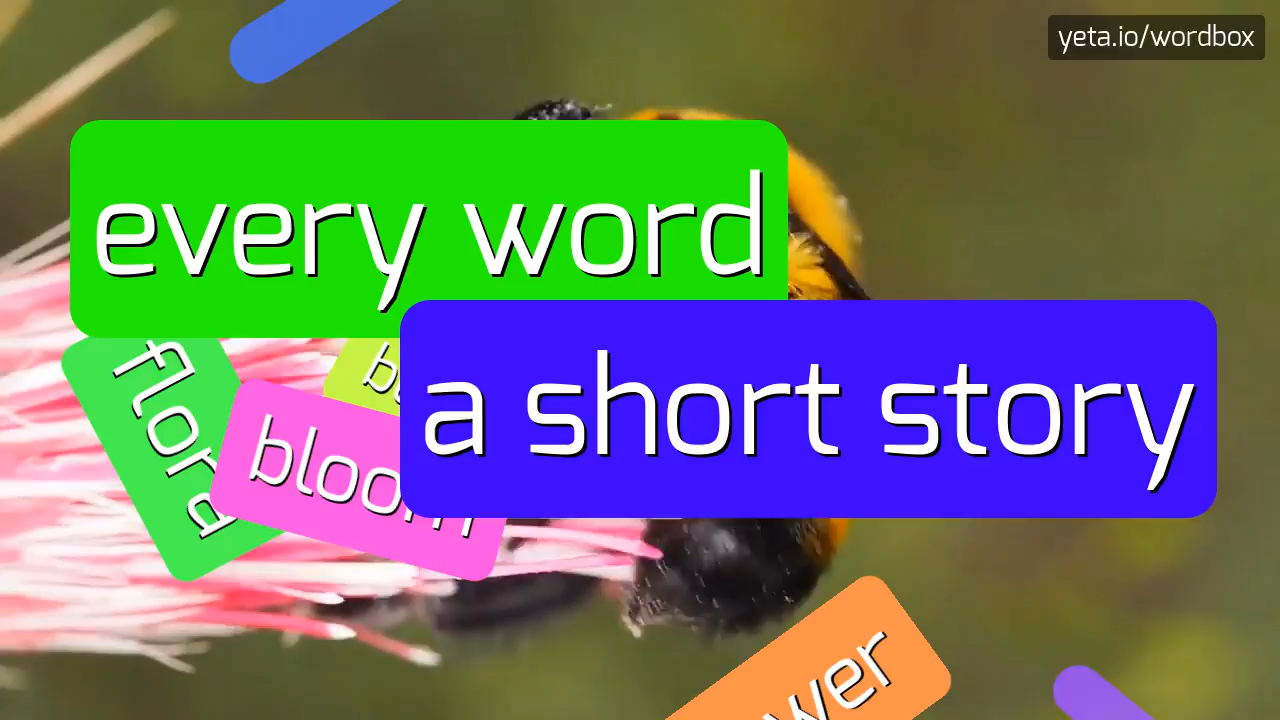 yeta.io/wordbox
every word
a short story
flora
bloom